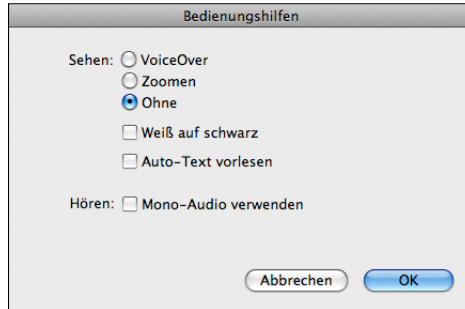 Bedienungshilfen
Sehen: VoiceOver
Zoomen
Ohne
Weiß auf schwarz
Auto-Text vorlesen
Hören: Mono-Audio verwenden
Abbrechen OK